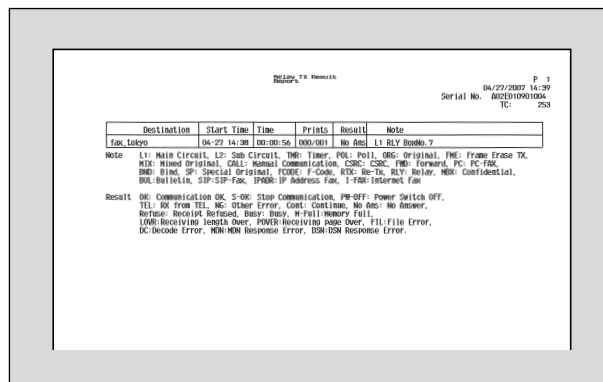 Relay TX Result
Report
P 1
04/27/2007 14:39
Serial No. A02E010901004
TC: 253
Destination Start Time Time Prints Result Note
fax_tokyo 04-27 14:38 00:00:56 000/001 No Ans L1 RLY BoxNo.7
Note L1: Main Circuit, L2: Sub Circuit, TMR: Timer, POL: Poll, ORG: Original, FME: Frame Erase TX,
MIX: Mixed Original, CALL: Manual Communication, CSRC: CSRC, FWD: Forward, PC: PC-FAX,
BND: Bind, SP: Special Original, FCODE: F-Code, RTX: Re-Tx, RLY: Relay, MBX: Confidential,
BUL:Bulletin, SIP:SIP-Fax, IPADR:IP Address Fax, I-FAX:Internet Fax
Result OK: Communication OK, S-OK: Stop Communication, PW-OFF: Power Switch OFF,
TEL: RX from TEL, NG: Other Error, Cont: Continue, No Ans: No Answer,
Refuse: Receipt Refused, Busy: Busy, M-Full:Memory Full,
LOVR:Receiving length Over, POVER:Receiving page Over, FIL:File Error,
DC:Decode Error, MDN:MDN Response Error, DSN:DSN Response Error.